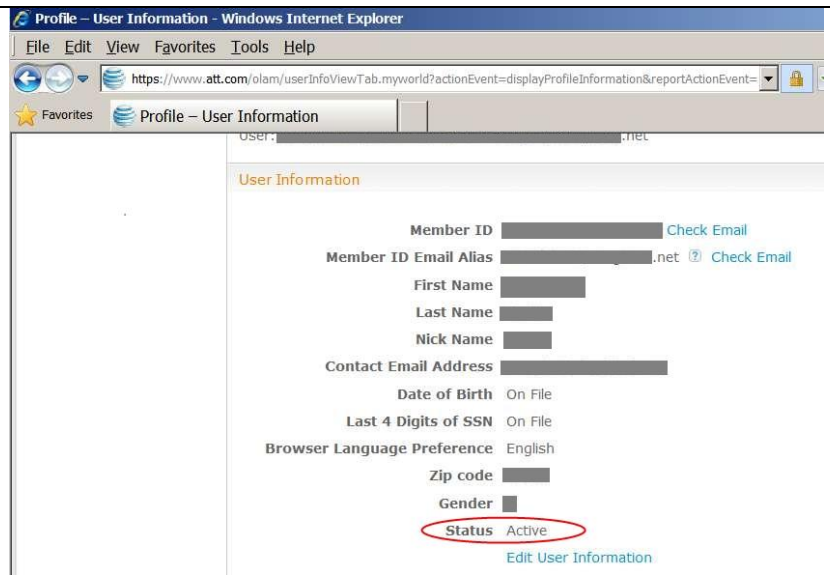 Profile – User Information - Windows Internet Explorer
File Edit View Favorites Tools Help
https://www.att.com/olam/userInfoViewTab.myworld?actionEvent=displayProfileInformation&reportActionEvent=
Favorites Profile – User Information
User: .net
User Information
Member ID Check Email
Member ID Email Alias .net ? Check Email
First Name
Last Name
Nick Name
Contact Email Address
Date of Birth On File
Last 4 Digits of SSN On File
Browser Language Preference English
Zip code
Gender
Status Active
Edit User Information